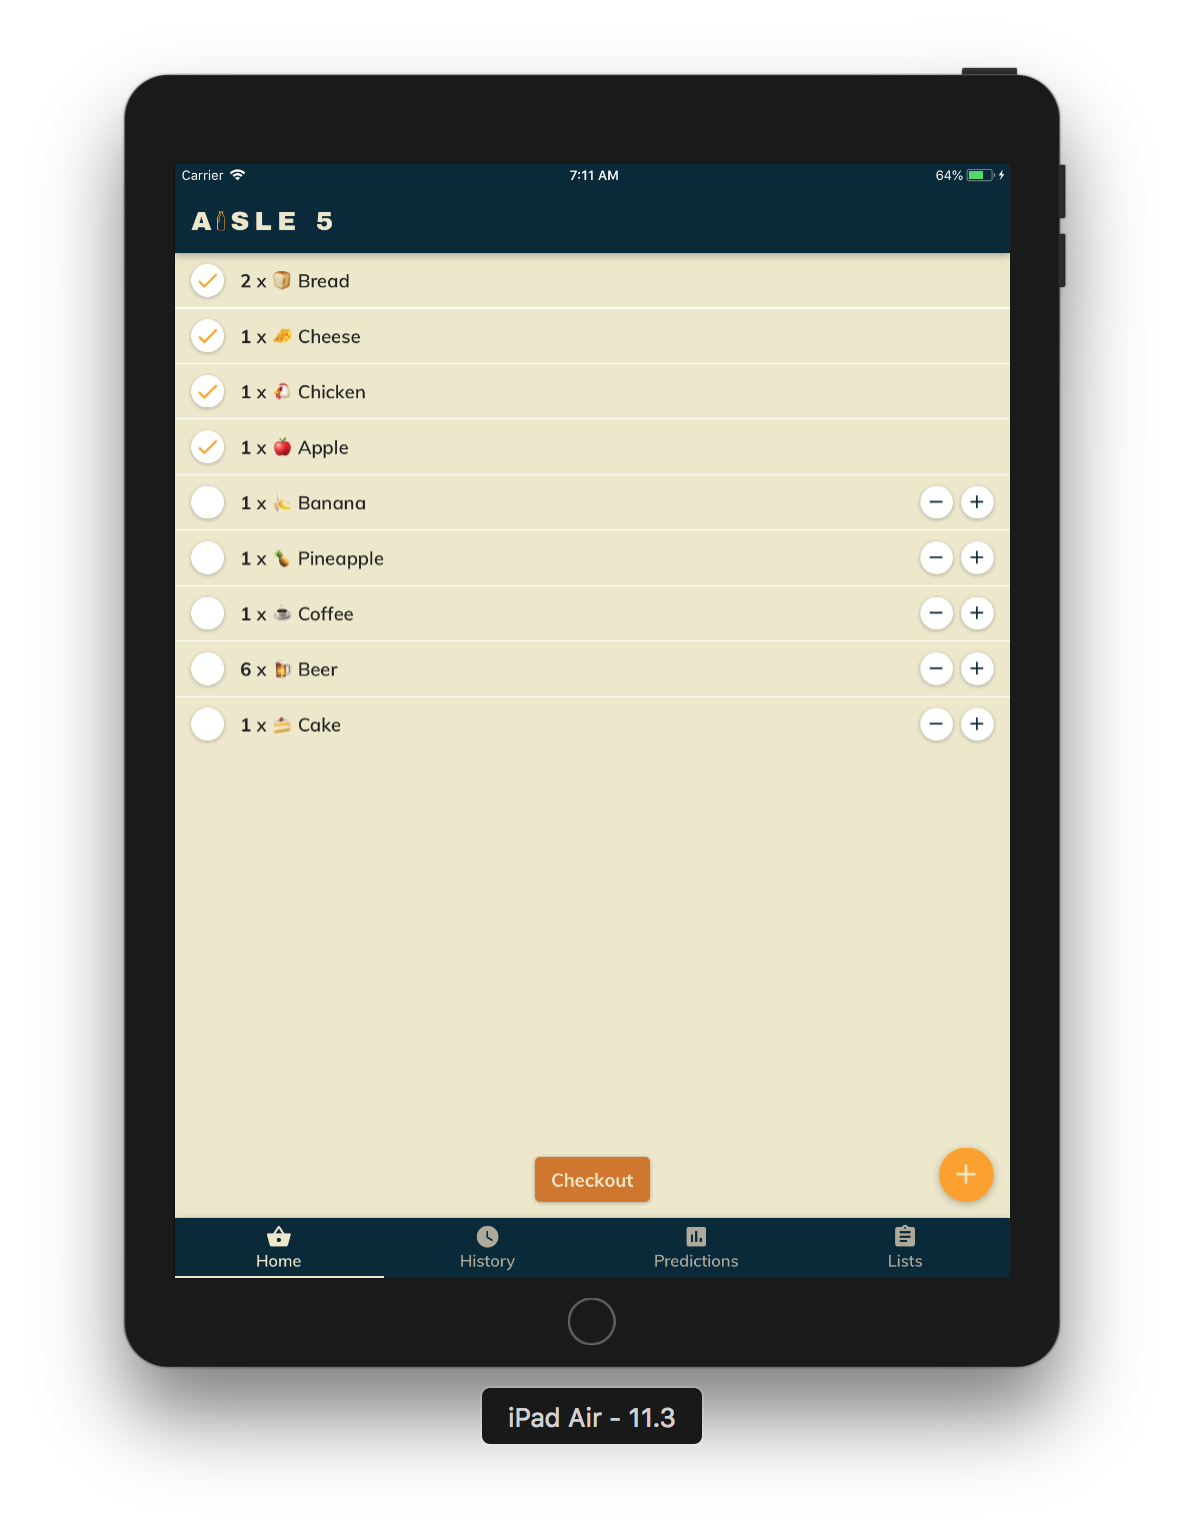 Carrier 7:11 AM 64%
AISLE 5
2 x Bread
1 x Cheese
1 x Chicken
1 x Apple
1 x Banana
1 x Pineapple
1 x Coffee
6 x Beer
1 x Cake
Checkout
Home History Predictions Lists
iPad Air - 11.3